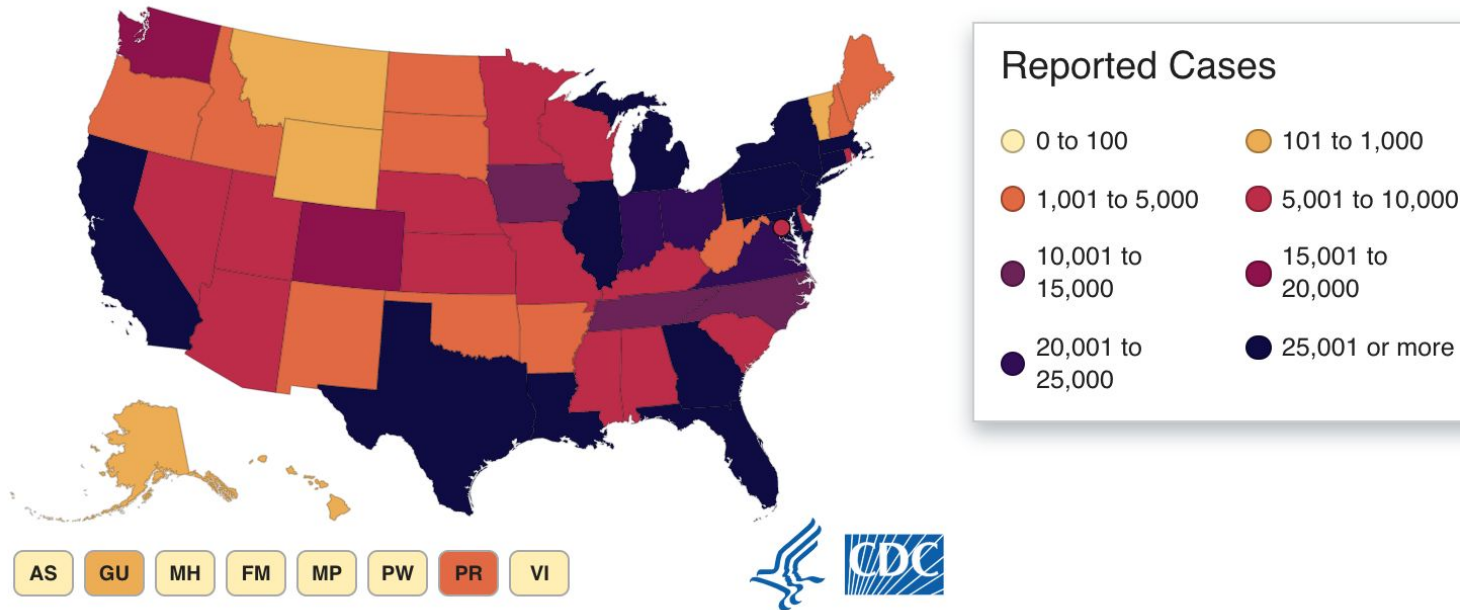 Reported Cases
0 to 100
101 to 1,000
1,001 to 5,000
5,001 to 10,000
10,001 to
15,000
15,001 to
20,000
20,001 to
25,000
25,001 or more
AS
GU
MH
FM
MP
PW
PR
VI
CDC